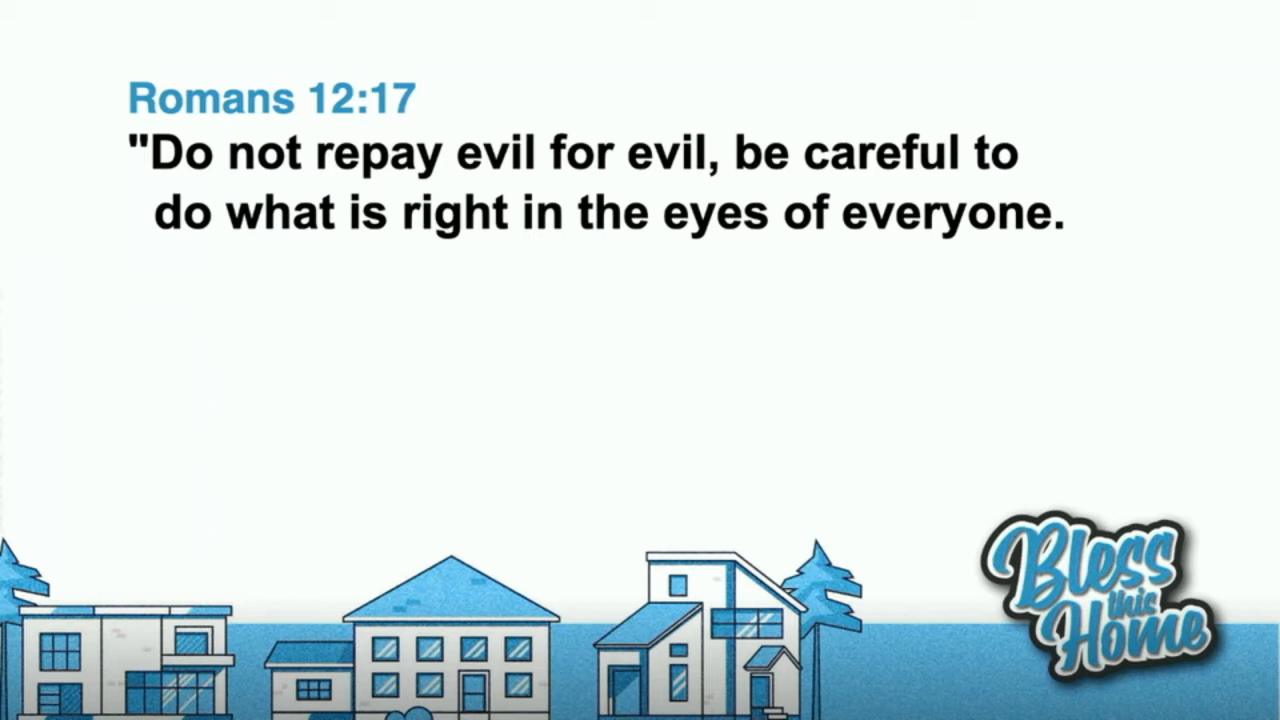 Romans 12:17
"Do not repay evil for evil, be careful to
do what is right in the eyes of everyone.
Bless
this
Home